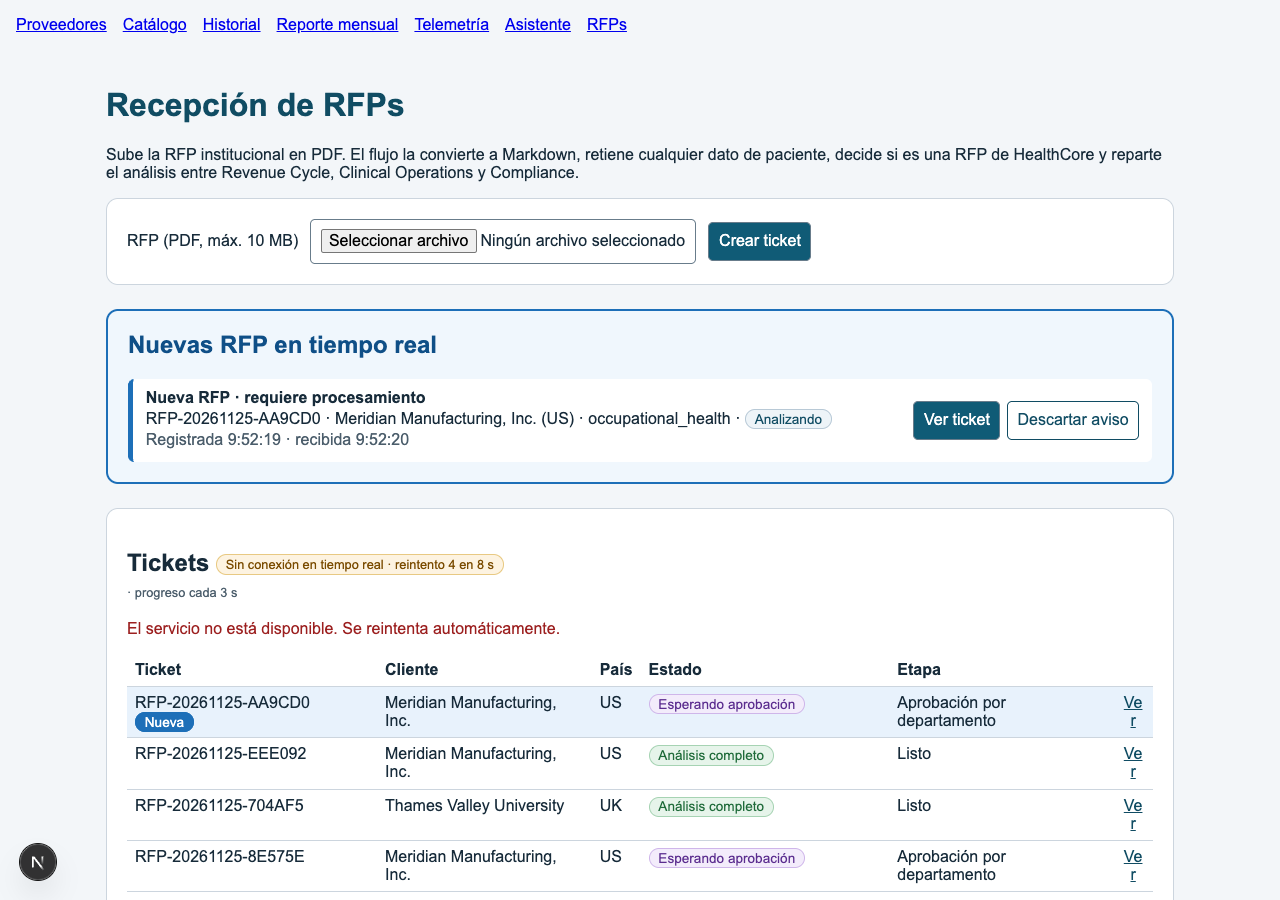 Proveedores Catálogo Historial Reporte mensual Telemetría Asistente RFPs
Recepción de RFPs
Sube la RFP institucional en PDF. El flujo la convierte a Markdown, retiene cualquier dato de paciente, decide si es una RFP de HealthCore y reparte
el análisis entre Revenue Cycle, Clinical Operations y Compliance.
RFP (PDF, máx. 10 MB) Seleccionar archivo Ningún archivo seleccionado Crear ticket
Nuevas RFP en tiempo real
Nueva RFP · requiere procesamiento
RFP-20261125-AA9CD0 · Meridian Manufacturing, Inc. (US) · occupational_health · Analizando
Registrada 9:52:19 · recibida 9:52:20
Ver ticket Descartar aviso
Tickets Sin conexión en tiempo real · reintento 4 en 8 s
· progreso cada 3 s
El servicio no está disponible. Se reintenta automáticamente.
Ticket Cliente País Estado Etapa
RFP-20261125-AA9CD0 Meridian Manufacturing, US Esperando aprobación Aprobación por Ve
Nueva Inc. departamento r
RFP-20261125-EEE092 Meridian Manufacturing, US Análisis completo Listo Ve
Inc. r
RFP-20261125-704AF5 Thames Valley University UK Análisis completo Listo Ve
r
RFP-20261125-8E575E Meridian Manufacturing, US Esperando aprobación Aprobación por Ve
Inc. departamento r
N